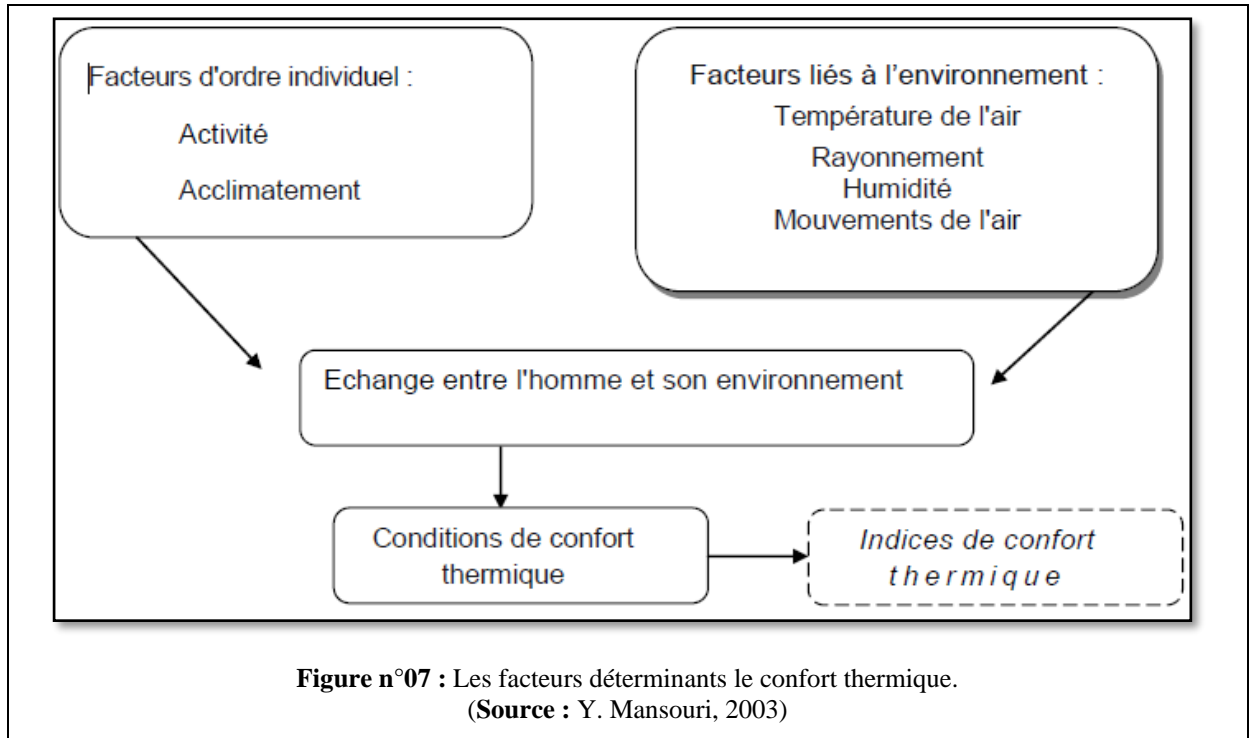 Facteurs d'ordre individuel :
Activité
Acclimatement
Facteurs liés à l'environnement :
Température de l'air
Rayonnement
Humidité
Mouvements de l'air
Echange entre l'homme et son environnement
Conditions de confort
thermique
Indices de confort
thermique
Figure n°07 : Les facteurs déterminants le confort thermique.
(Source : Y. Mansouri, 2003)